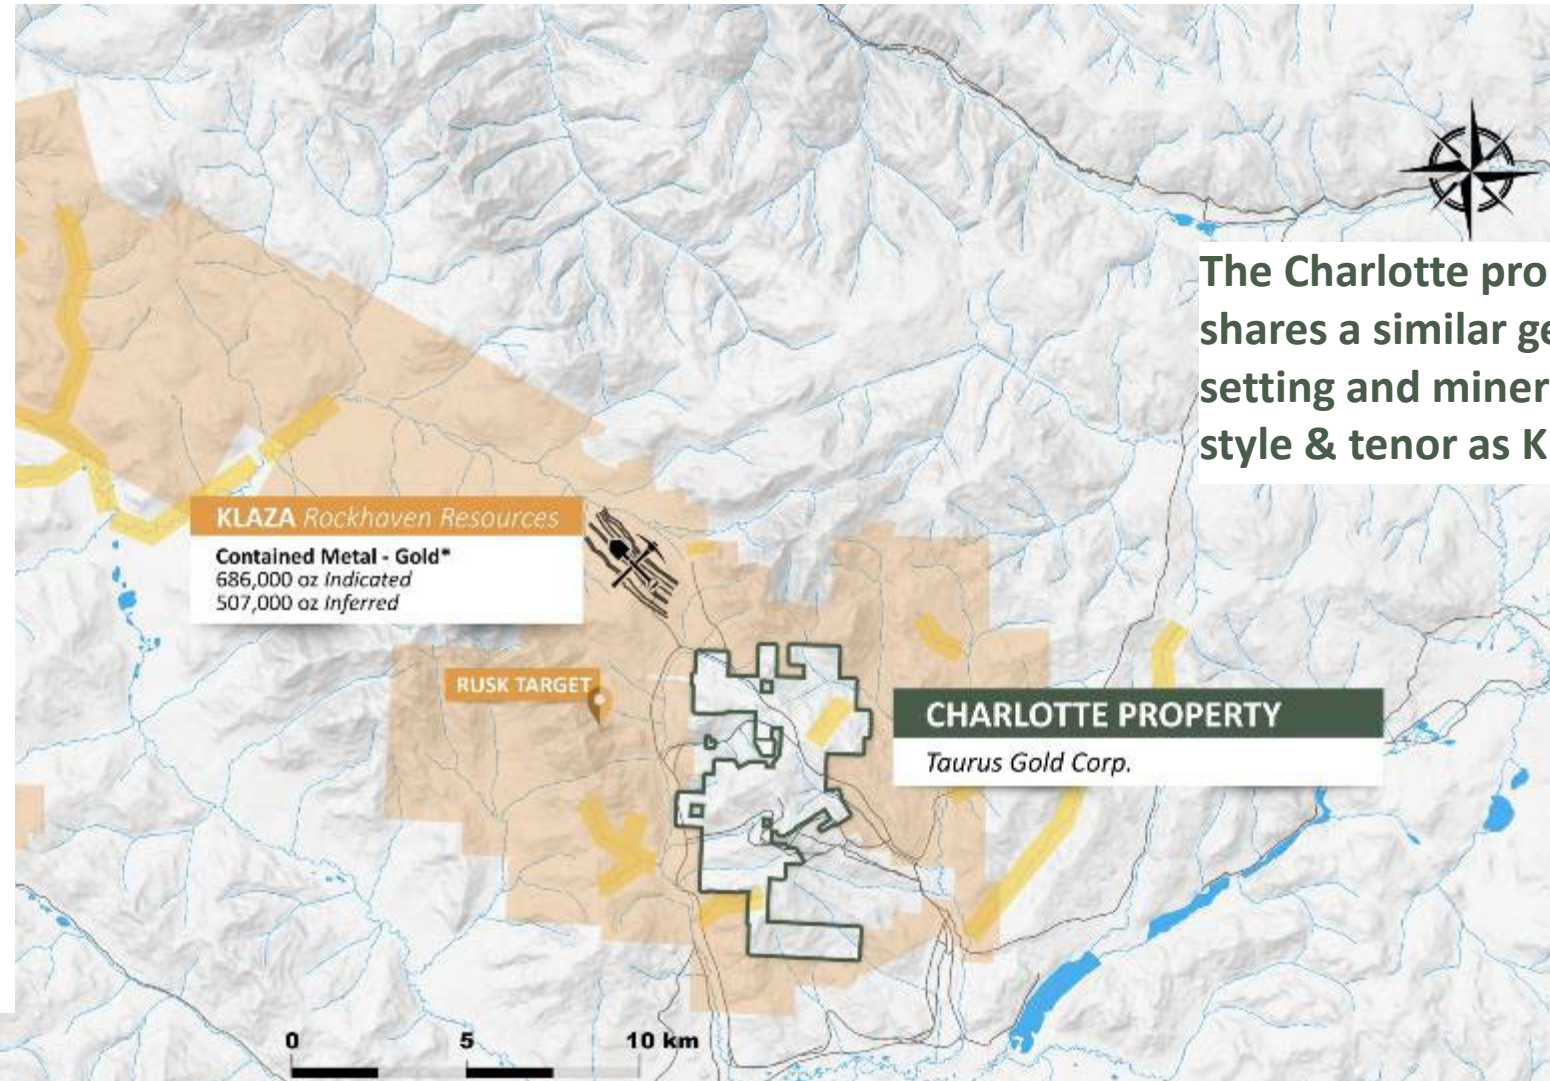 The Charlotte pro
shares a similar ge
setting and miner
style & tenor as K
KLAZA Rockhaven Resources
Contained Metal - Gold*
686,000 oz Indicated
507,000 oz Inferred
RUSK TARGET
CHARLOTTE PROPERTY
Taurus Gold Corp.
0 5 10 km